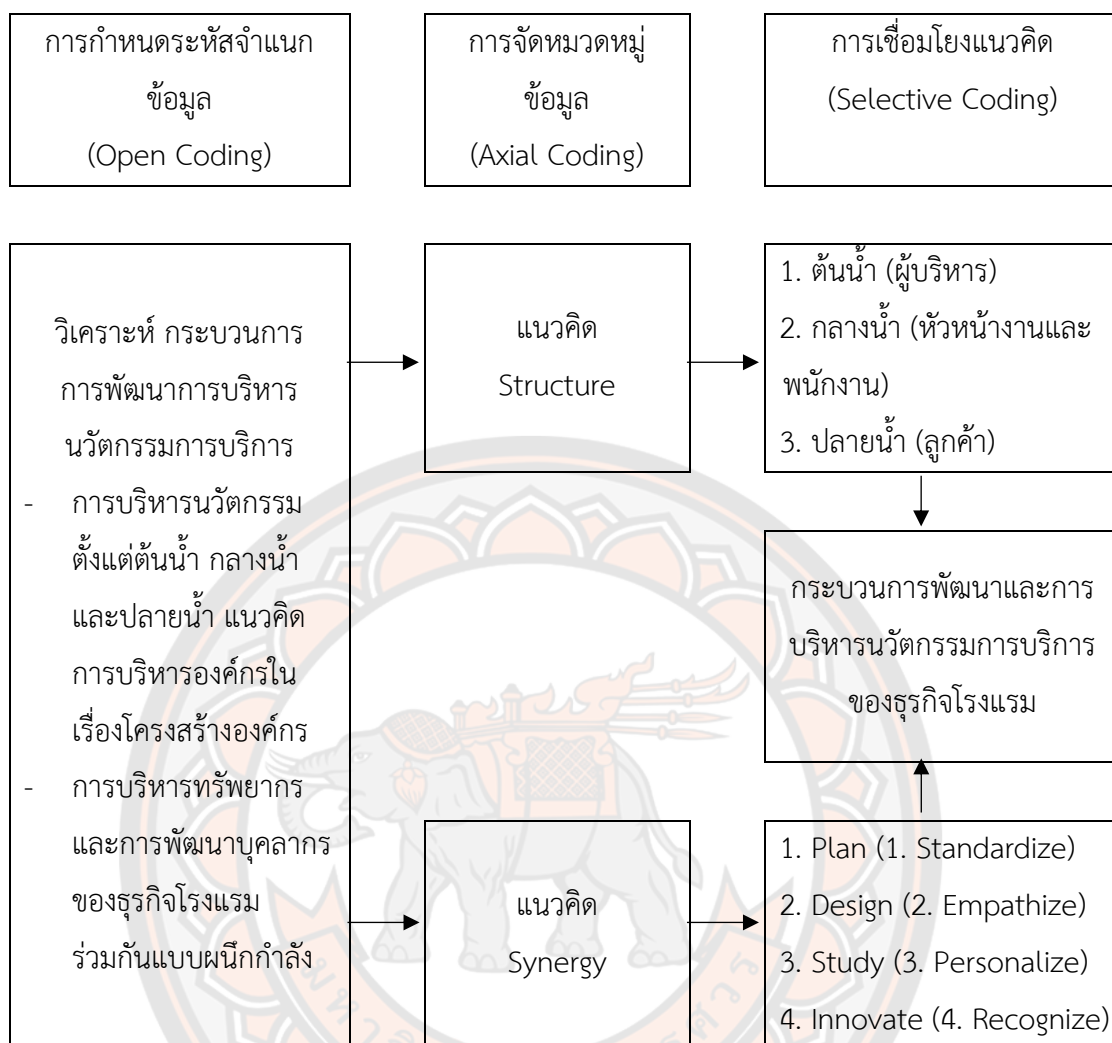 การกำหนดระหัสจำแนก
ข้อมูล
(Open Coding)
การจัดหมวดหมู่
ข้อมูล
(Axial Coding)
การเชื่อมโยงแนวคิด
(Selective Coding)
วิเคราะห์ กระบวนการ
การพัฒนาการบริหาร
นวัตกรรมการบริการ
- การบริหารนวัตกรรม
ตั้งแต่ต้นน้ำ กลางน้ำ
และปลายน้ำ แนวคิด
การบริหารองค์กรใน
เรื่องโครงสร้างองค์กร
- การบริหารทรัพยากร
และการพัฒนาบุคลากร
ของธุรกิจโรงแรม
ร่วมกันแบบผนึกกำลัง
แนวคิด
Structure
1. ต้นน้ำ (ผู้บริหาร)
2. กลางน้ำ (หัวหน้างานและ
พนักงาน)
3. ปลายน้ำ (ลูกค้า)
กระบวนการพัฒนาและการ
บริหารนวัตกรรมการบริการ
ของธุรกิจโรงแรม
แนวคิด
Synergy
1. Plan (1. Standardize)
2. Design (2. Empathize)
3. Study (3. Personalize)
4. Innovate (4. Recognize)